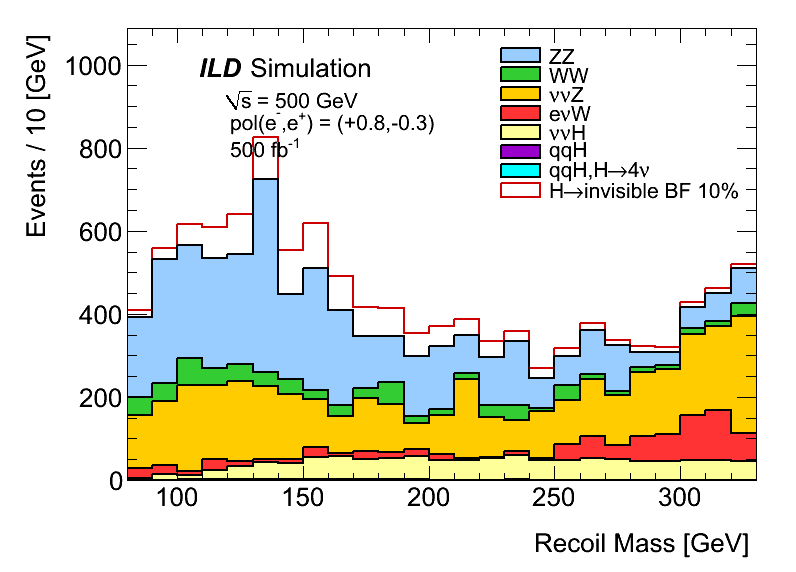 ILD Simulation
√s = 500 GeV
pol(e⁻,e⁺) = (+0.8,-0.3)
500 fb⁻¹
ZZ
WW
ννZ
eνW
ννH
qqH
qqH,H→4ν
H→invisible BF 10%
Events / 10 [GeV]
1000
800
600
400
200
0
100 150 200 250 300
Recoil Mass [GeV]